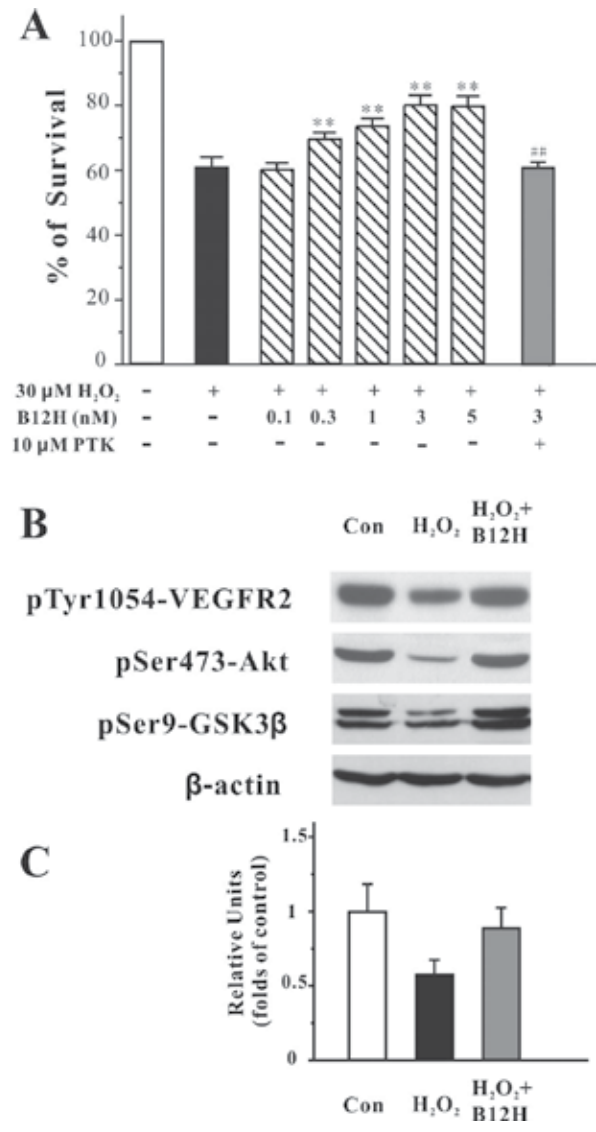 A
% of Survival
100
80
60
40
20
0
** ** ** ** ##
30 μM H₂O₂ - + + + + + + +
B12H (nM) - - 0.1 0.3 1 3 5 3
10 μM PTK - - - - - - - +
B
Con H₂O₂ H₂O₂+ B12H
pTyr1054-VEGFR2
pSer473-Akt
pSer9-GSK3β
β-actin
C
Relative Units
(folds of control)
1.5
1
0.5
0
Con H₂O₂ H₂O₂+ B12H